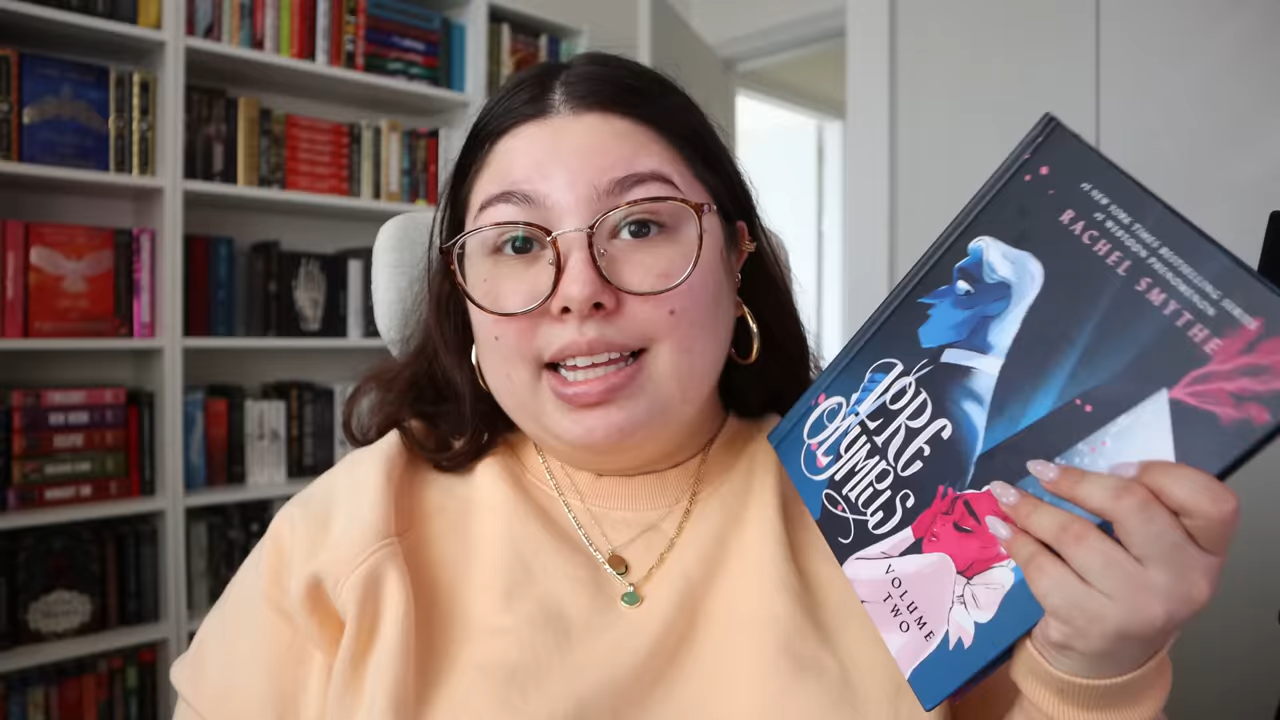 #1 NEW YORK TIMES BESTSELLING SERIES
#1 WEBTOON PHENOMENON
RACHEL SMYTHE
LORE
OLYMPUS
VOLUME
TWO